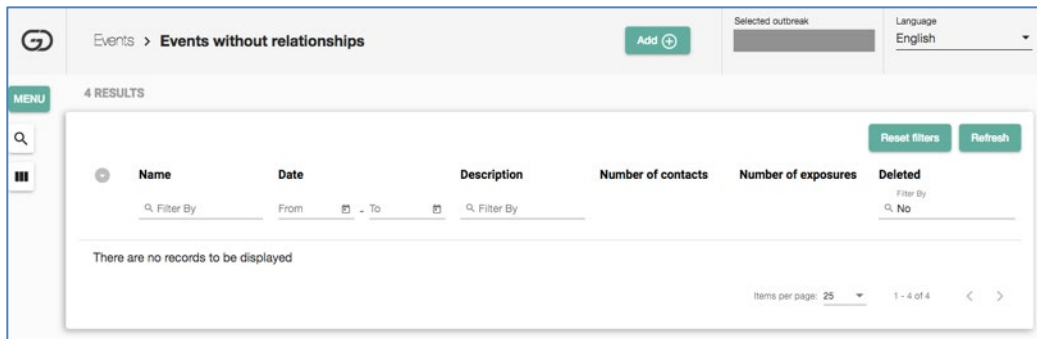 Events > Events without relationships
Add
Selected outbreak
Language
English
MENU
4 RESULTS
Reset filters
Refresh
Name
Date
Description
Number of contacts
Number of exposures
Deleted
Filter By
From
- To
Filter By
Filter By
No
There are no records to be displayed
Items per page: 25
1 - 4 of 4